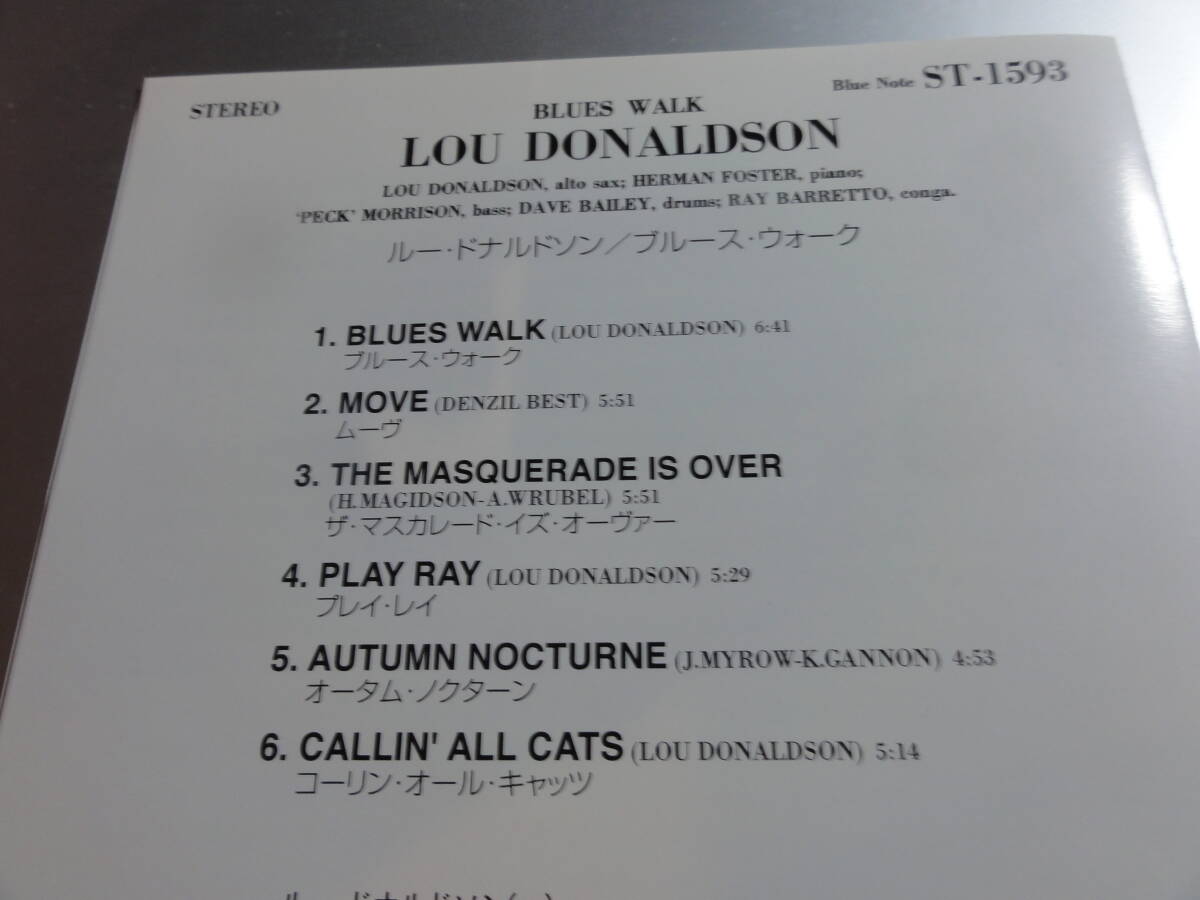 STEREO
Blue Note ST-1593
BLUES WALK
LOU DONALDSON
LOU DONALDSON, alto sax; HERMAN FOSTER, piano;
'PECK' MORRISON, bass; DAVE BAILEY, drums; RAY BARRETTO, conga.
ルー・ドナルドソン/ブルース・ウォーク
1. BLUES WALK (LOU DONALDSON) 6:41
ブルース・ウォーク
2. MOVE (DENZIL BEST) 5:51
ムーヴ
3. THE MASQUERADE IS OVER
(H.MAGIDSON-A.WRUBEL) 5:51
ザ・マスカレード・イズ・オーヴァー
4. PLAY RAY (LOU DONALDSON) 5:29
プレイ・レイ
5. AUTUMN NOCTURNE (J.MYROW-K.GANNON) 4:53
オータム・ノクターン
6. CALLIN' ALL CATS (LOU DONALDSON) 5:14
コーリン・オール・キャッツ